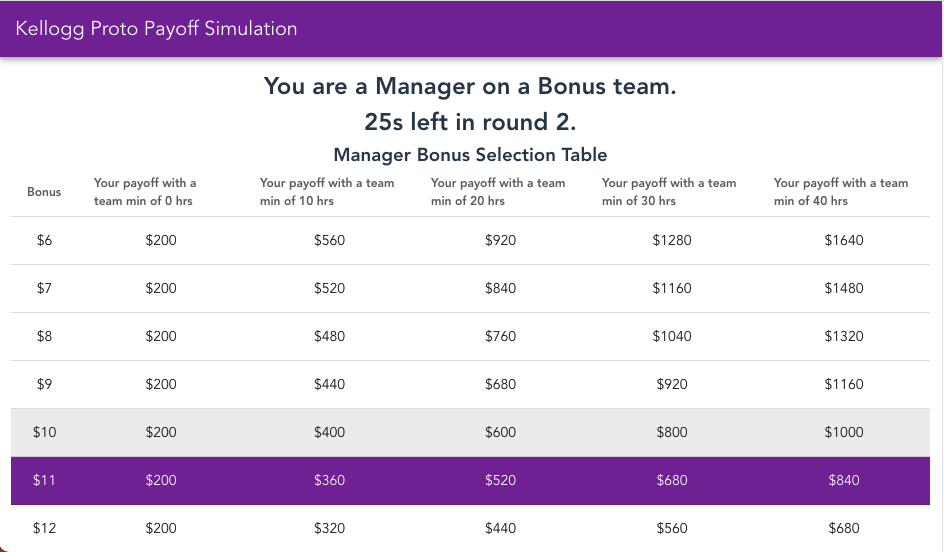 Kellogg Proto Payoff Simulation
You are a Manager on a Bonus team.
25s left in round 2.
Manager Bonus Selection Table
Bonus Your payoff with a team min of 0 hrs Your payoff with a team min of 10 hrs Your payoff with a team min of 20 hrs Your payoff with a team min of 30 hrs Your payoff with a team min of 40 hrs
$6 $200 $560 $920 $1280 $1640
$7 $200 $520 $840 $1160 $1480
$8 $200 $480 $760 $1040 $1320
$9 $200 $440 $680 $920 $1160
$10 $200 $400 $600 $800 $1000
$11 $200 $360 $520 $680 $840
$12 $200 $320 $440 $560 $680